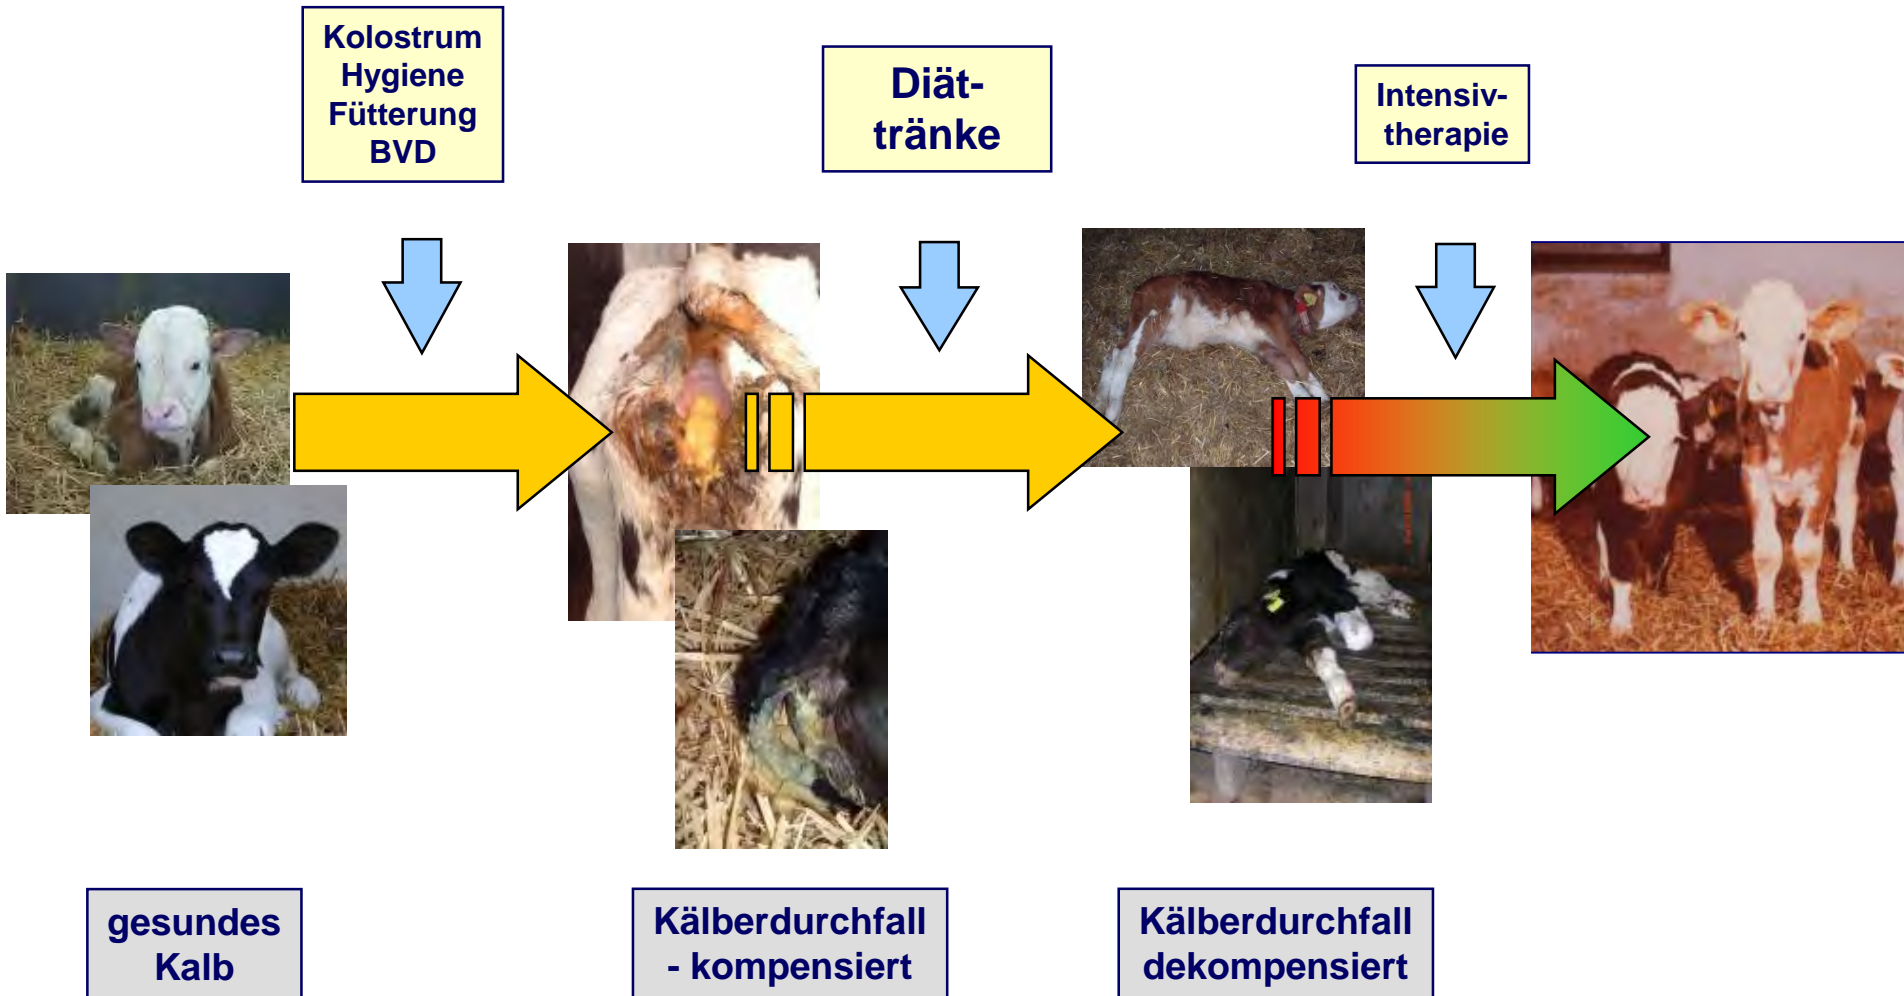 Kolostrum
Hygiene
Fütterung
BVD
Diät-
tränke
Intensiv-
therapie
gesundes
Kalb
Kälberdurchfall
- kompensiert
Kälberdurchfall
dekompensiert